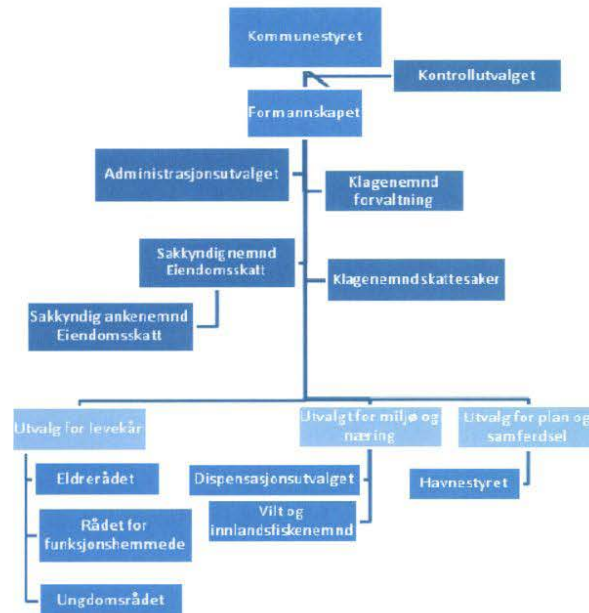 Kommunestyret
Kontrollutvalget
Formannskapet
Administrasjonsutvalget
Klagenemnd
forvaltning
Sakkyndig nemnd
Eiendomsskatt
Klagenemnd skattesaker
Sakkyndig ankenemnd
Eiendomsskatt
Utvalg for levekår
Utvalgt for miljø og
næring
Utvalg for plan og
samferdsel
Eldrerådet
Dispensasjonsutvalget
Havnestyret
Vilt og
innlandsfiskenemnd
Rådet for
funksjonshemmede
Ungdomsrådet